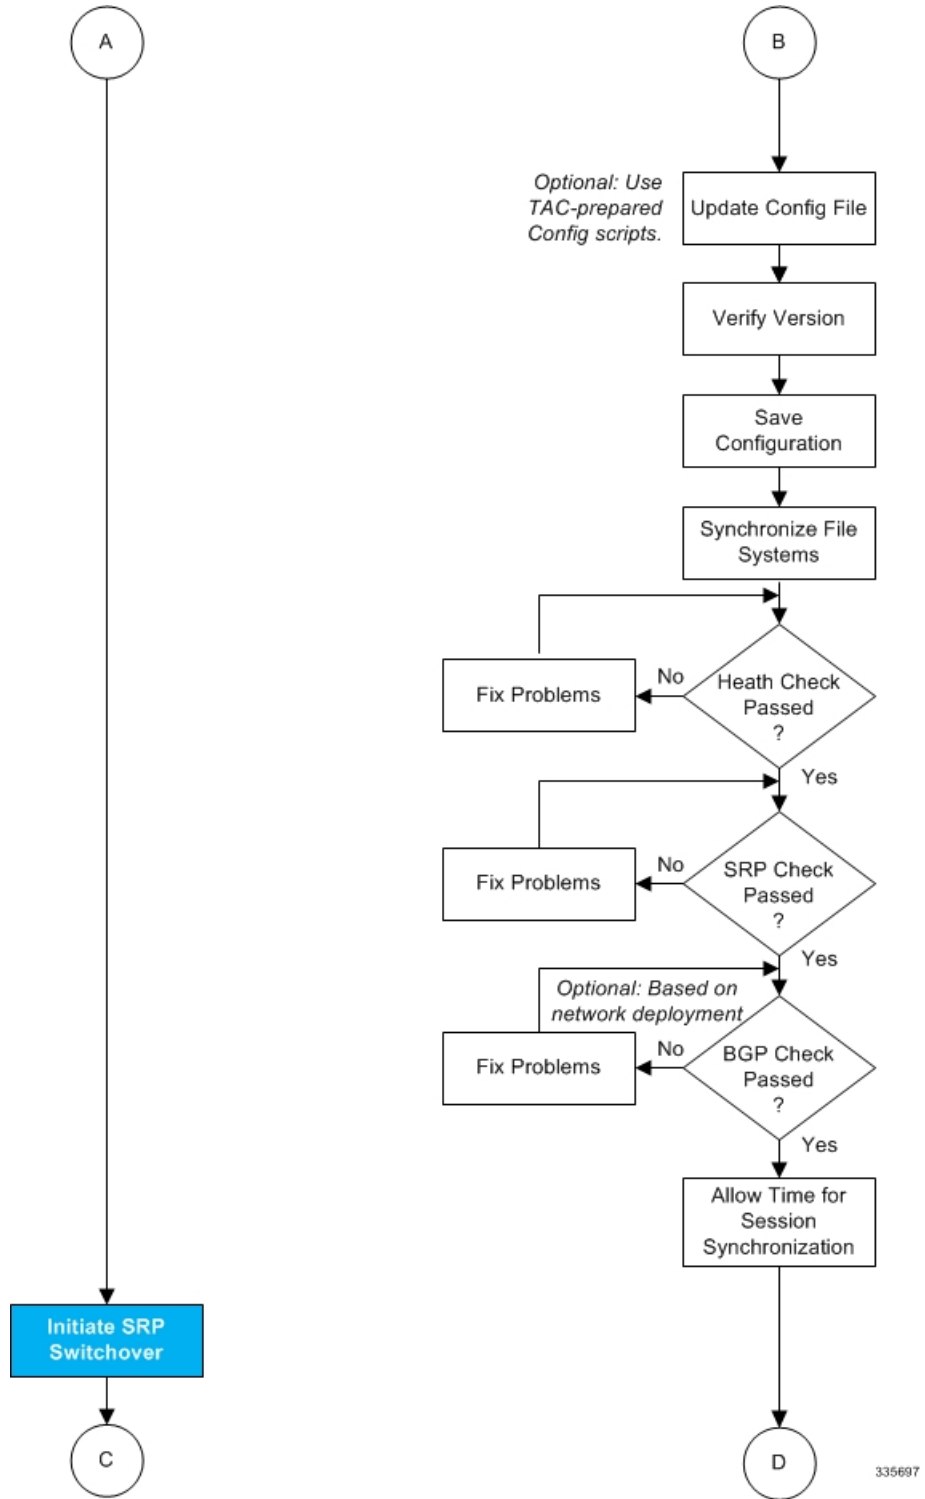 A
B
Optional: Use
TAC-prepared
Config scripts.
Update Config File
Verify Version
Save
Configuration
Synchronize File
Systems
Fix Problems
No
Heath Check
Passed
?
Yes
Fix Problems
No
SRP Check
Passed
?
Yes
Optional: Based on
network deployment
Fix Problems
No
BGP Check
Passed
?
Yes
Allow Time for
Session
Synchronization
Initiate SRP
Switchover
C
D
335697